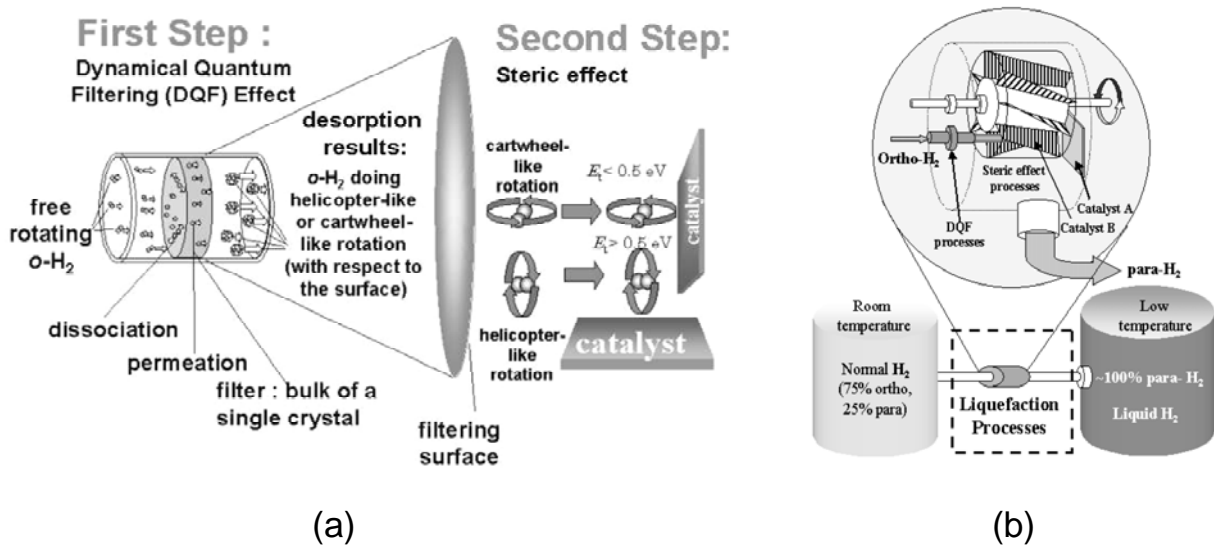 First Step :
Dynamical Quantum
Filtering (DQF) Effect
free
rotating
o-H2
dissociation
permeation
filter : bulk of a
single crystal
desorption
results:
o-H2 doing
helicopter-like
or cartwheel-
like rotation
(with respect to
the surface)
filtering
surface
Second Step:
Steric effect
cartwheel-
like
rotation
Et< 0.5 eV
catalyst
Et> 0.5 eV
helicopter-
like
rotation
catalyst
(a)
Ortho-H2
Steric effect
processes
Catalyst A
Catalyst B
DQF
processes
para-H2
Room
temperature
Normal H2
(75% ortho,
25% para)
Liquefaction
Processes
Low
temperature
~100% para- H2
Liquid H2
(b)